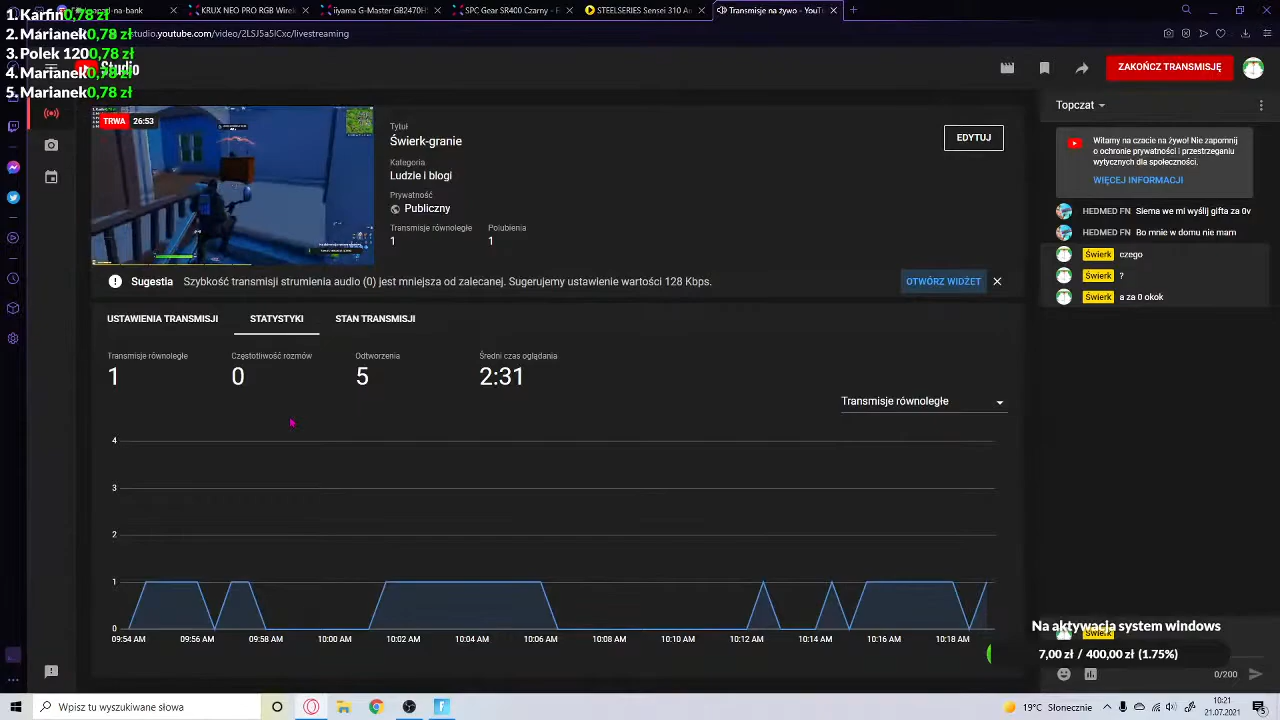 1. Karfin0,78 zł
2. Marianek0,78 zł
3. Polek 1200,78 zł
4. Marianek0,78 zł
5. Marianek0,78 zł
KRUX NEO PRO RGB Wirek
iiyama G-Master GB2470HS
SPC Gear SR400 Czarny - F
STEELSERIES Sensei 310 A
Transmisje na żywo - YouT
studio.youtube.com/video/2LSJ5a5lCxc/livestreaming
Studio
ZAKOŃCZ TRANSMISJĘ
TRWA 26:53
Tytuł
Świerk-granie
Kategoria
Ludzie i blogi
Prywatność
Publiczny
Transmisje równoległe Polubienia
1 1
EDYTUJ
Sugestia Szybkość transmisji strumienia audio (0) jest mniejsza od zalecanej. Sugerujemy ustawienie wartości 128 Kbps.
OTWÓRZ WIDŻET
USTAWIENIA TRANSMISJI STATYSTYKI STAN TRANSMISJI
Transmisje równoległe Częstotliwość rozmów Odtworzenia Średni czas oglądania
1 0 5 2:31
Transmisje równoległe
4
3
2
1
0
09:54 AM 09:56 AM 09:58 AM 10:00 AM 10:02 AM 10:04 AM 10:06 AM 10:08 AM 10:10 AM 10:12 AM 10:14 AM 10:16 AM 10:18 AM
Topczat
Witamy na czacie na żywo! Nie zapomnij
o ochronie prywatności i przestrzeganiu
wytycznych dla społeczności.
WIĘCEJ INFORMACJI
HEDMED FN Siema we mi wyślij gifta za 0v
HEDMED FN Bo mnie w domu nie mam
Świerk czego
Świerk ?
Świerk a za 0 okok
Na aktywacja system windows
Świerk
7,00 zł / 400,00 zł (1.75%)
0/200
Wpisz tu wyszukiwane słowa
19°C Słonecznie
10:21
21.07.2021